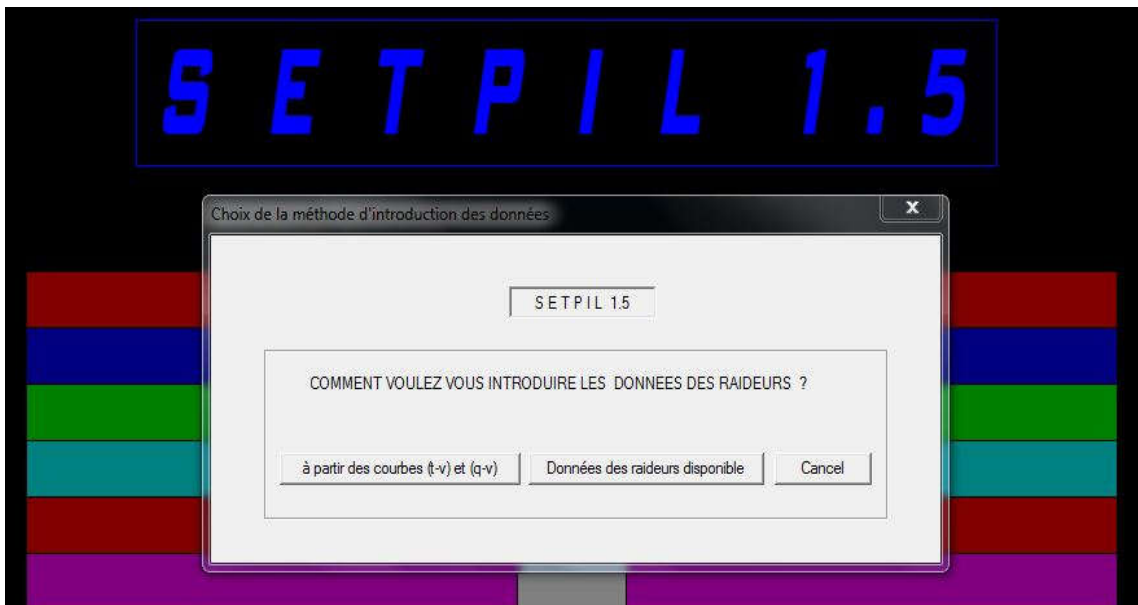 S E T P I L 1 . 5
Choix de la méthode d'introduction des données
x
S E T P I L 1.5
COMMENT VOULEZ VOUS INTRODUIRE LES DONNEES DES RAIDEURS ?
à partir des courbes (t-v) et (q-v)
Données des raideurs disponible
Cancel